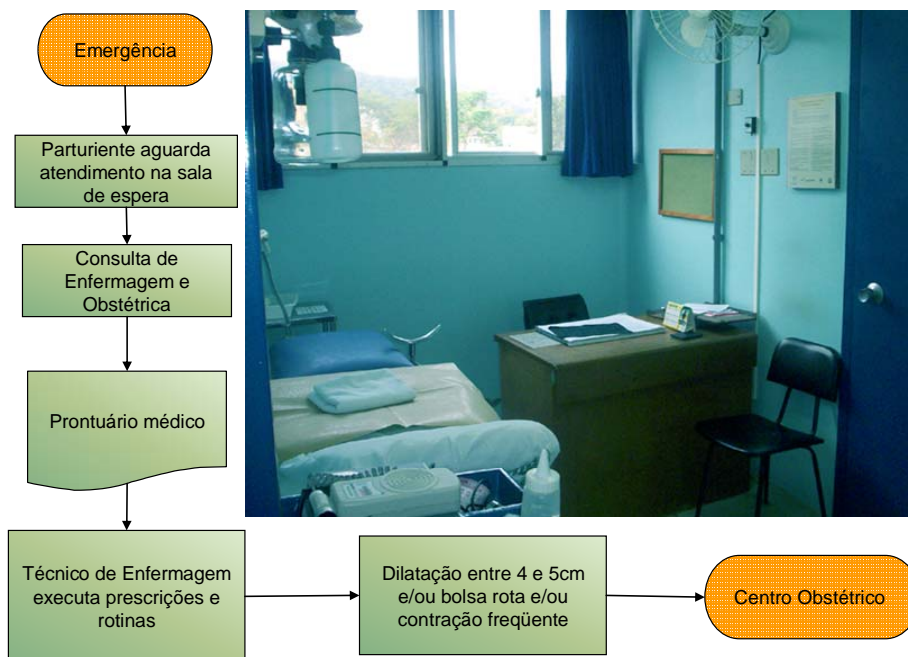 Emergência
Parturiente aguarda
atendimento na sala
de espera
Consulta de
Enfermagem e
Obstétrica
Prontuário médico
Técnico de Enfermagem
executa prescrições e
rotinas
Dilatação entre 4 e 5cm
e/ou bolsa rota e/ou
contração freqüente
Centro Obstétrico